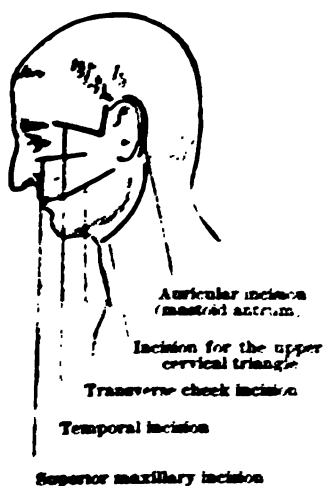 Auricular incision
(mastoid antrum)
Incision for the upper
cervical triangle
Transverse cheek incision
Temporal incision
Superior maxillary incision